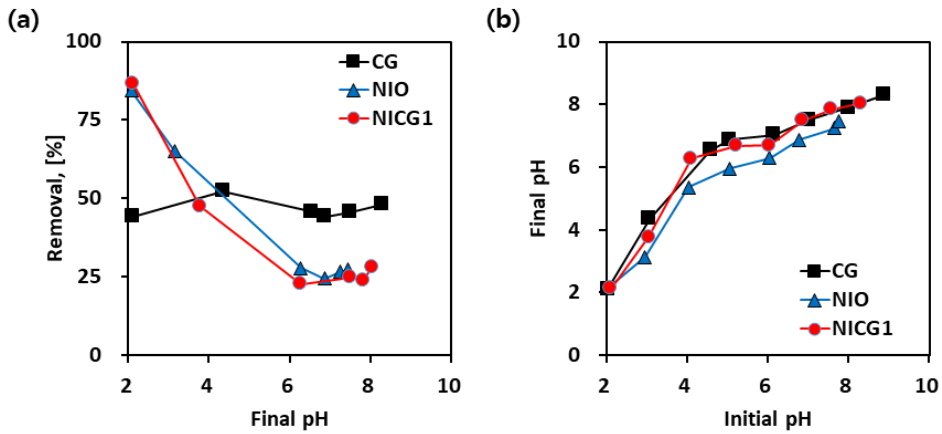 (a)
100
75
50
25
0
Removal, [%]
CG
NIO
NICG1
2 4 6 8 10
Final pH
(b)
10
8
6
4
2
0
Final pH
CG
NIO
NICG1
2 4 6 8 10
Initial pH